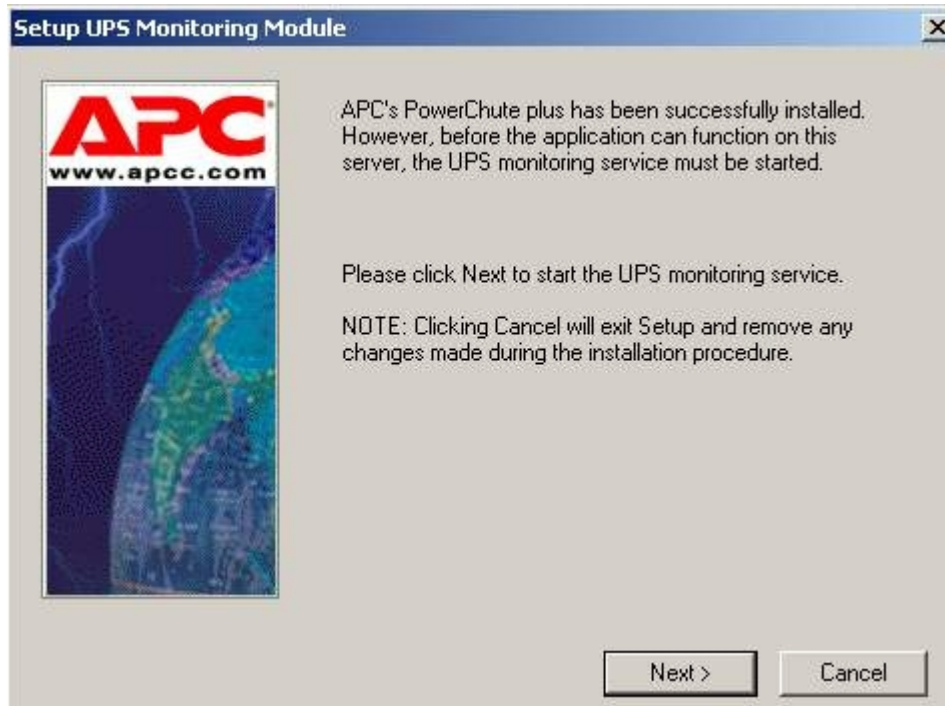 Setup UPS Monitoring Module
APC
www.apcc.com
APC's PowerChute plus has been successfully installed.
However, before the application can function on this
server, the UPS monitoring service must be started.
Please click Next to start the UPS monitoring service.
NOTE: Clicking Cancel will exit Setup and remove any
changes made during the installation procedure.
Next >
Cancel